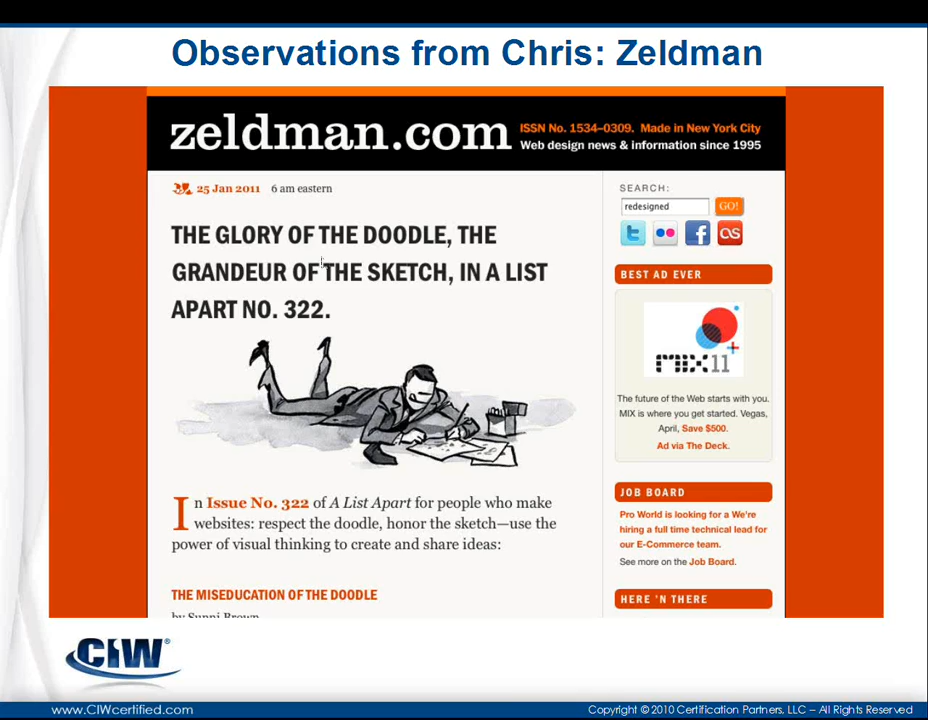 Observations from Chris: Zeldman
zeldman.com
ISSN No. 1534–0309. Made in New York City
Web design news & information since 1995
25 Jan 2011 6 am eastern
THE GLORY OF THE DOODLE, THE
GRANDEUR OF THE SKETCH, IN A LIST
APART NO. 322.
In Issue No. 322 of A List Apart for people who make
websites: respect the doodle, honor the sketch—use the
power of visual thinking to create and share ideas:
THE MISEDUCATION OF THE DOODLE
by Sunni Brown
SEARCH:
redesigned
GO!
BEST AD EVER
MIX11
The future of the Web starts with you.
MIX is where you get started. Vegas,
April, Save $500.
Ad via The Deck.
JOB BOARD
Pro World is looking for a We're
hiring a full time technical lead for
our E-Commerce team.
See more on the Job Board.
HERE 'N THERE
CIW®
www.CIWcertified.com
Copyright © 2010 Certification Partners, LLC – All Rights Reserved